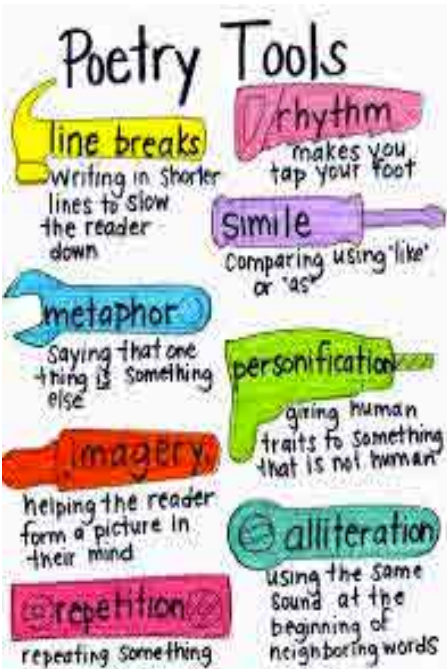 Poetry Tools
line breaks
writing in shorter
lines to slow
the reader
down
rhythm
makes you
tap your foot
simile
Comparing using "like"
or "as"
metaphor
saying that one
thing is something
else
personification
giving human
traits to something
that is not human
imagery
helping the reader
form a picture in
their mind
alliteration
using the same
sound at the
beginning of
neighboring words
repetition
repeating something